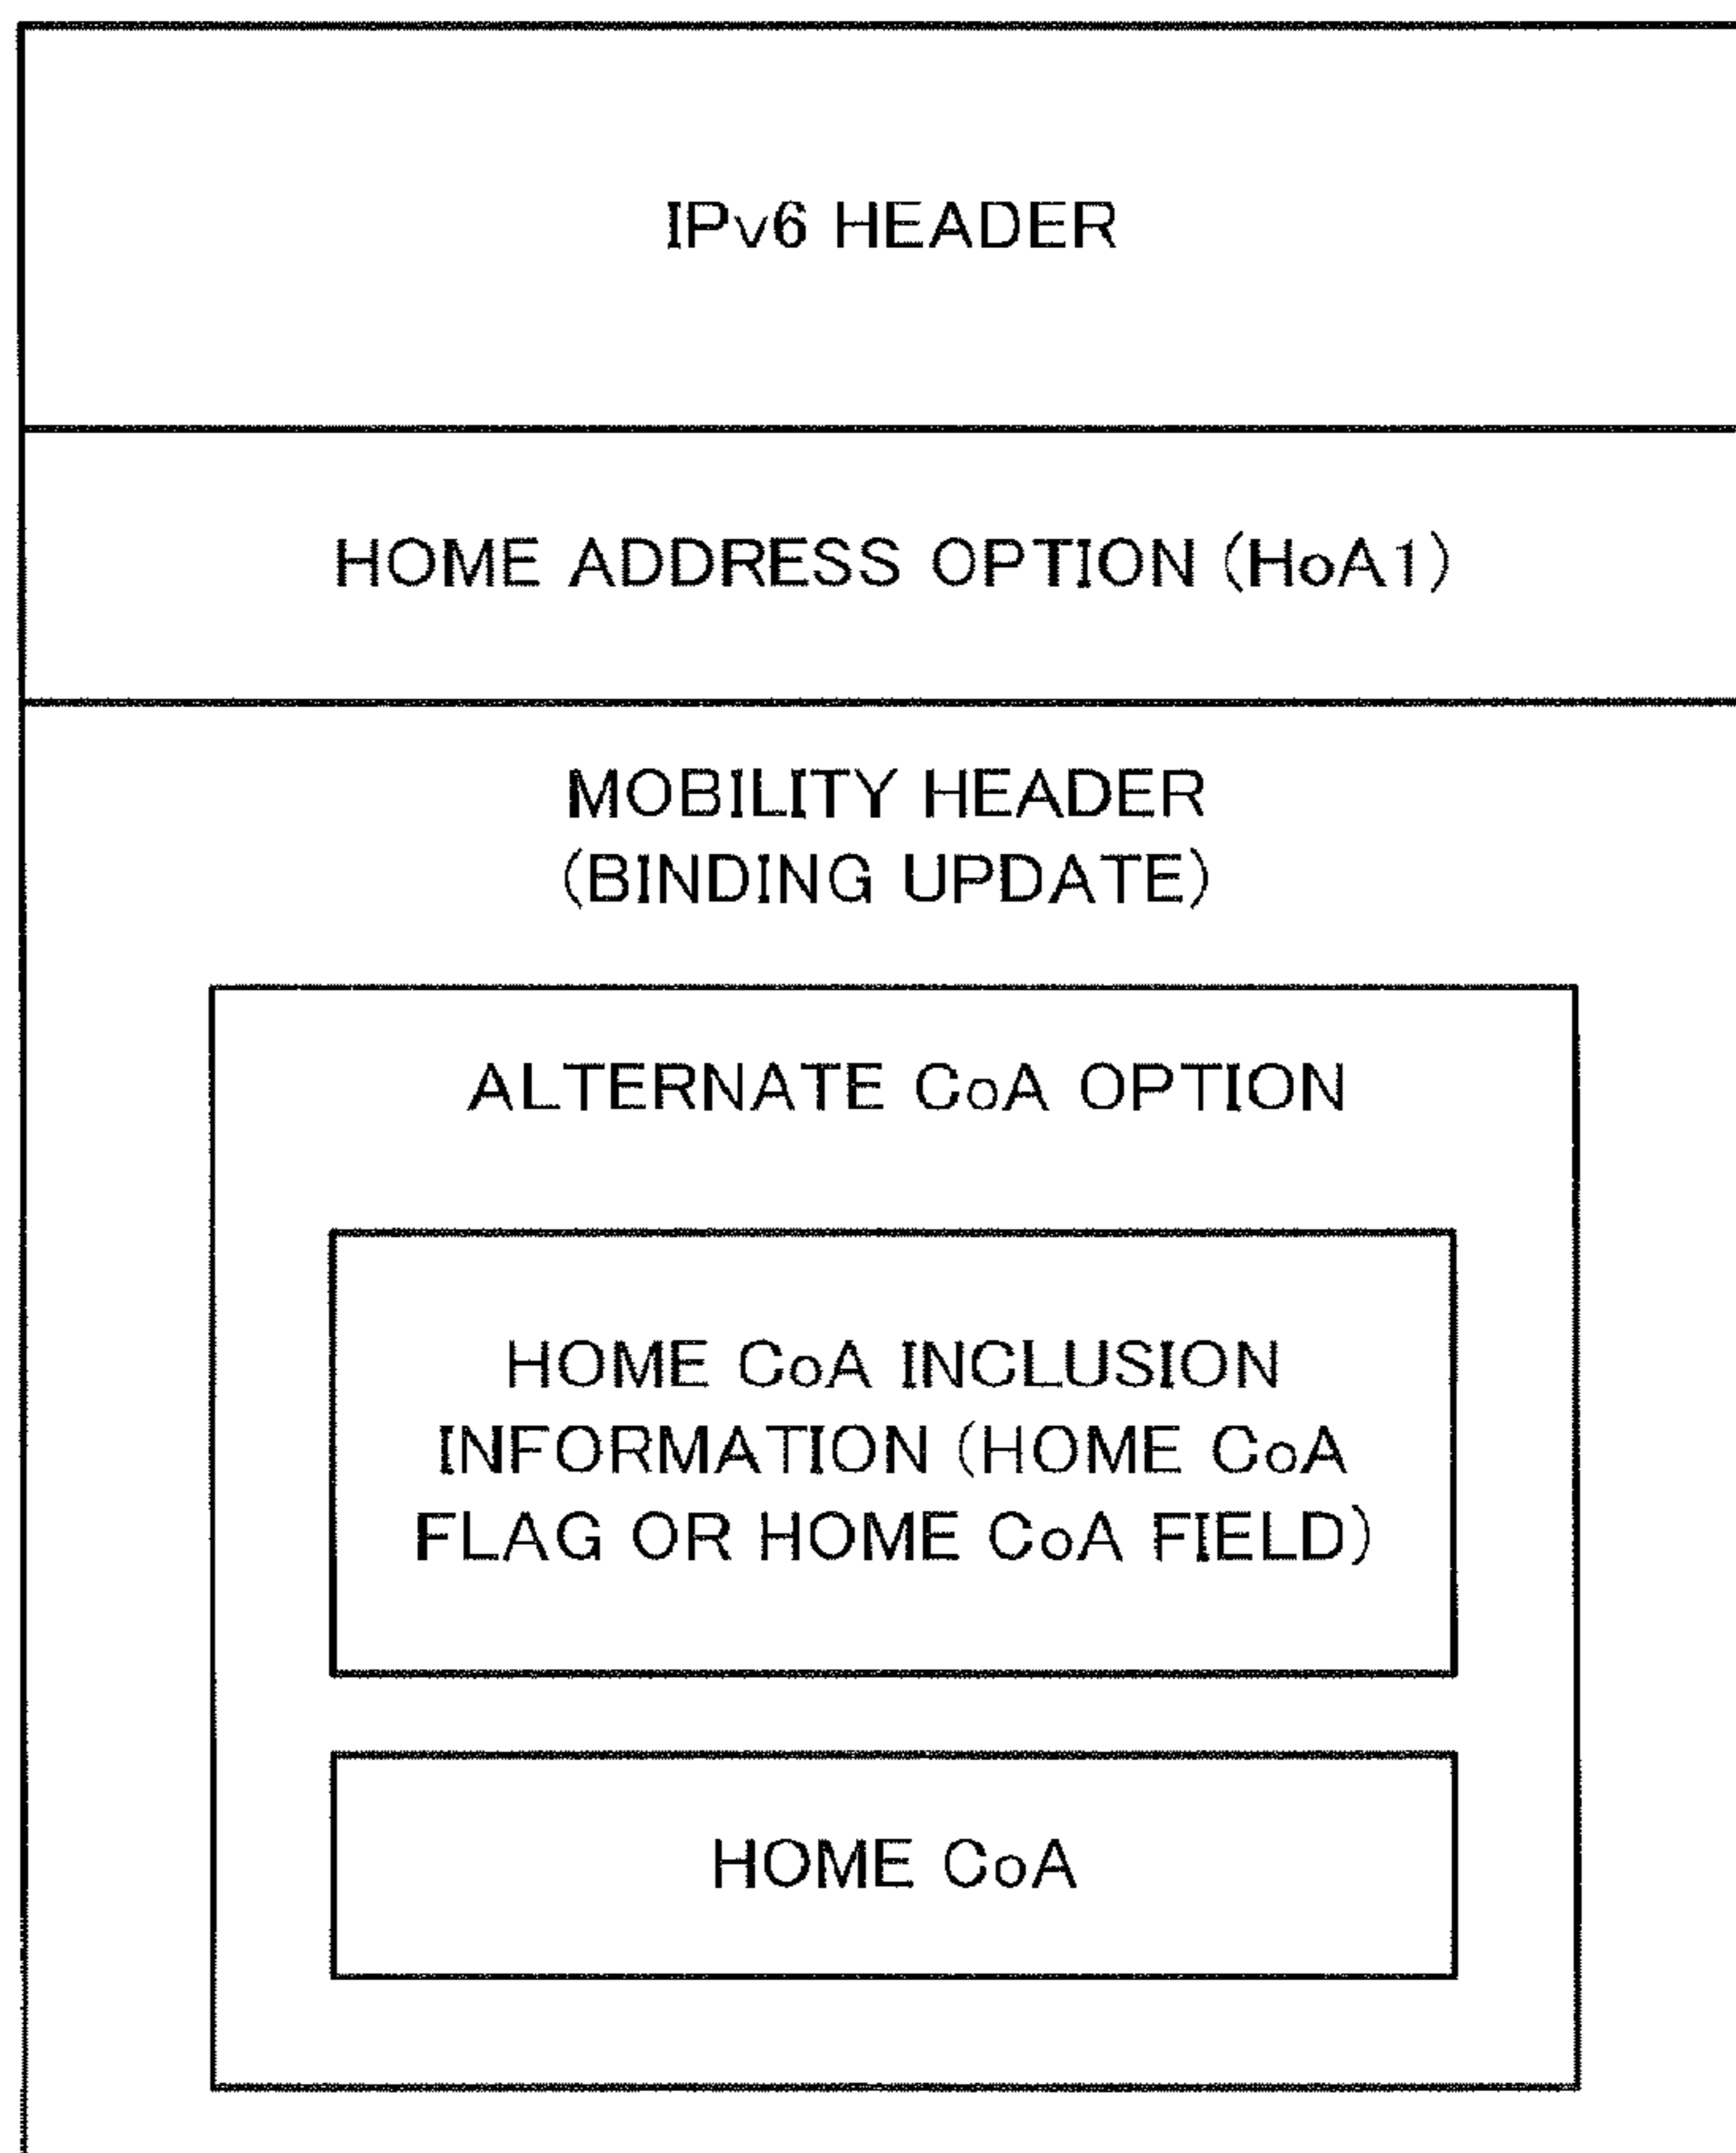 IPv6 HEADER
HOME ADDRESS OPTION (HoA1)
MOBILITY HEADER
(BINDING UPDATE)
ALTERNATE CoA OPTION
HOME CoA INCLUSION
INFORMATION (HOME CoA
FLAG OR HOME CoA FIELD)
HOME CoA